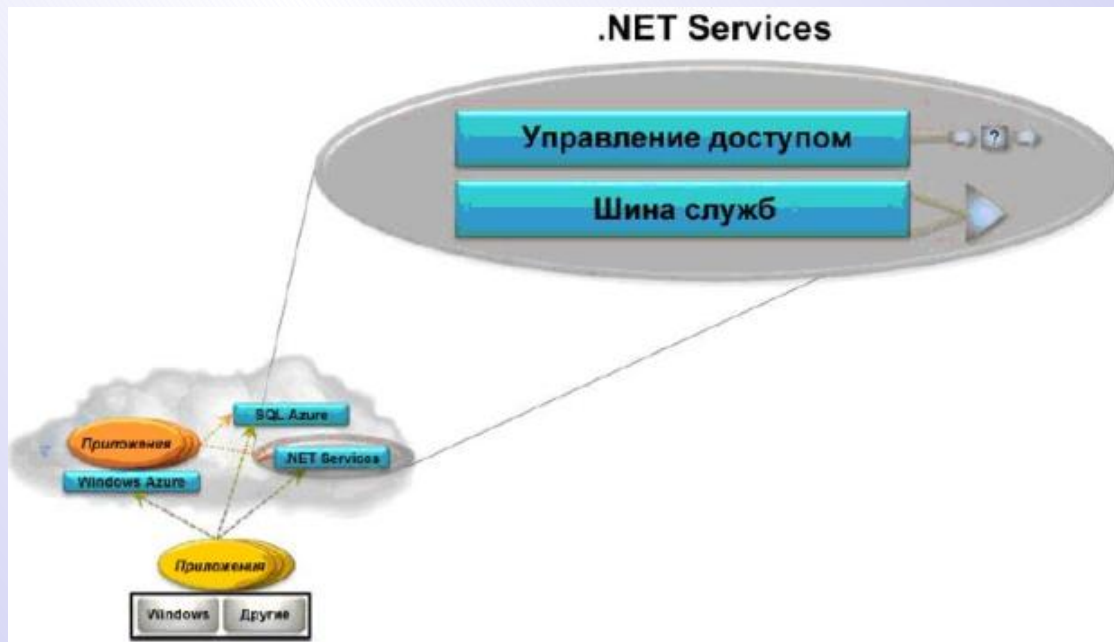 .NET Services
Управление доступом
?
Шина служб
SQL Azure
Приложения
.NET Services
Windows Azure
Приложения
Windows
Другие